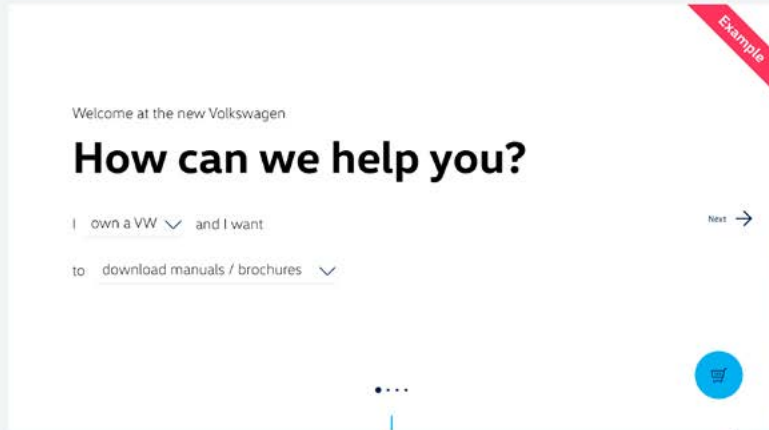 Example
Welcome at the new Volkswagen
How can we help you?
I own a VW and I want
Next
to download manuals / brochures